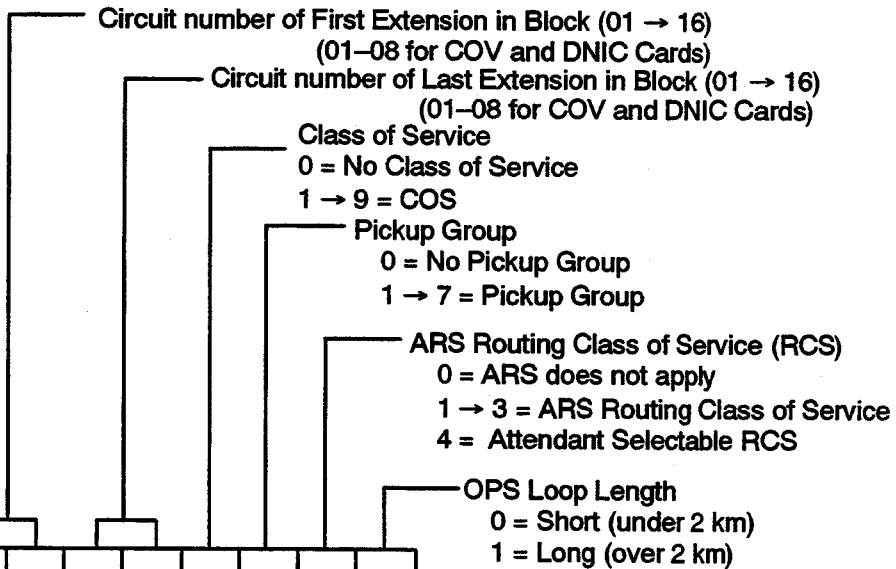 Circuit number of First Extension in Block (01 → 16)
(01–08 for COV and DNIC Cards)
Circuit number of Last Extension in Block (01 → 16)
(01–08 for COV and DNIC Cards)
Class of Service
0 = No Class of Service
1 → 9 = COS
Pickup Group
0 = No Pickup Group
1 → 7 = Pickup Group
ARS Routing Class of Service (RCS)
0 = ARS does not apply
1 → 3 = ARS Routing Class of Service
4 = Attendant Selectable RCS
OPS Loop Length
0 = Short (under 2 km)
1 = Long (over 2 km)